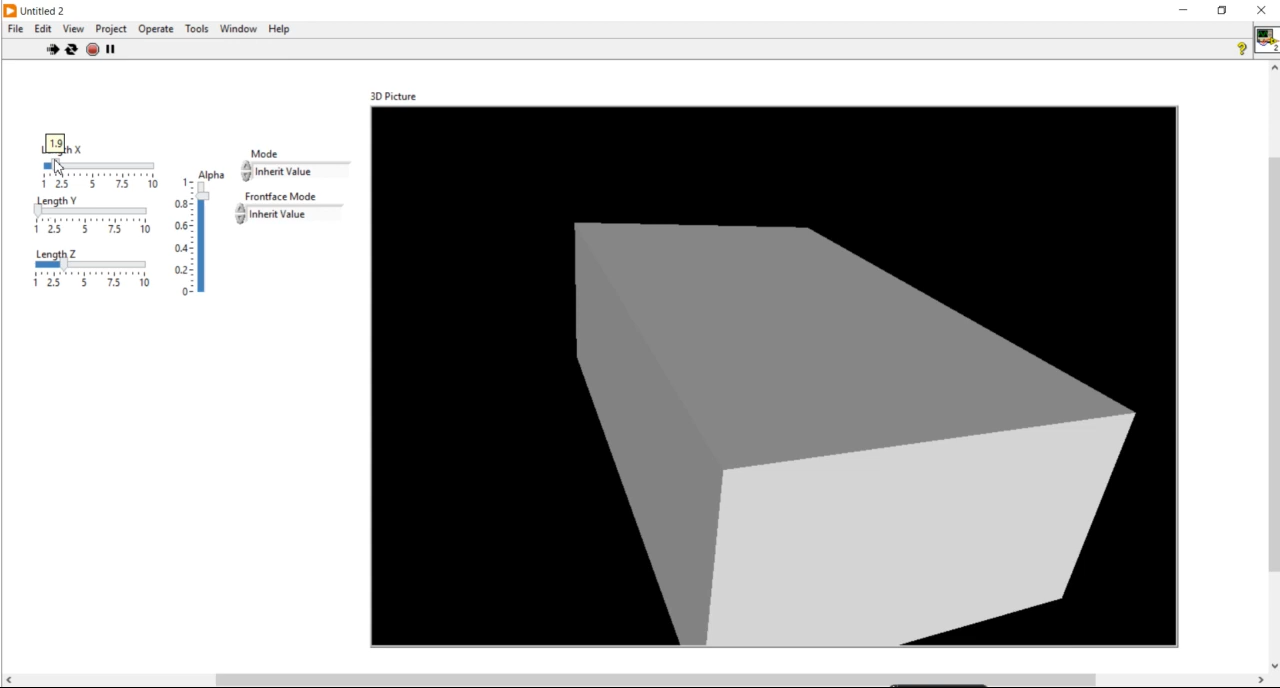 Untitled 2
File Edit View Project Operate Tools Window Help
?
2
3D Picture
1.9
Length X
1 2.5 5 7.5 10
Length Y
1 2.5 5 7.5 10
Length Z
1 2.5 5 7.5 10
Alpha
1
0.8
0.6
0.4
0.2
0
Mode
Inherit Value
Frontface Mode
Inherit Value